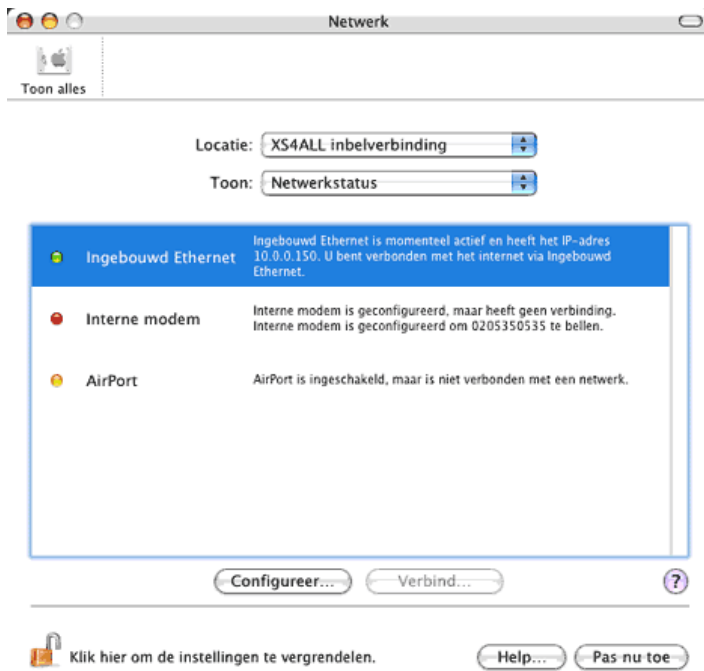 Netwerk
Toon alles
Locatie: XS4ALL inbelverbinding
Toon: Netwerkstatus
Ingebouwd Ethernet
Ingebouwd Ethernet is momenteel actief en heeft het IP-adres
10.0.0.150. U bent verbonden met het internet via Ingebouwd
Ethernet.
Interne modem
Interne modem is geconfigureerd, maar heeft geen verbinding.
Interne modem is geconfigureerd om 0205350535 te bellen.
AirPort
AirPort is ingeschakeld, maar is niet verbonden met een netwerk.
Configureer... Verbind... ?
Klik hier om de instellingen te vergrendelen. Help... Pas nu toe